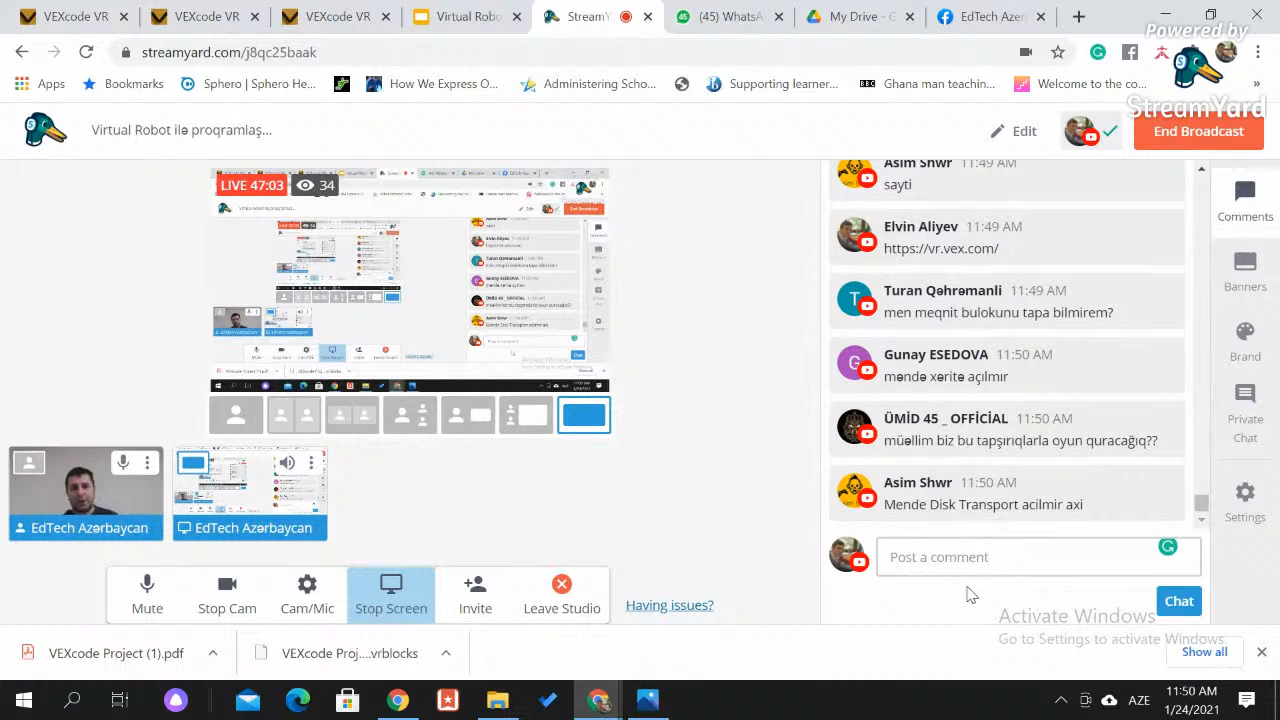 VEXcode VR
VEXcode VR
VEXcode VR
Virtual Robo
StreamY
(45) WhatsA
My Drive - G
EdTech Azer
streamyard.com/j8qc25baak
Powered by
StreamYard
Apps
Bookmarks
Sphero | Sphero He...
How We Express...
Administering Scho...
Supporting learner...
Chana man teachin...
Welcome to the co...
Virtual Robot ilə proqramlaş...
Edit
End Broadcast
LIVE 47:03
34
Asim Shwr 11:49 AM
sayti
Elvin Aliyev 11:49 AM
https://vr.vex.com/
Turan Qəhrəmanli 11:49 AM
men meqnit bulokunu tapa bilmirem?
Gunay ESEDOVA 11:50 AM
məndə xəritə açılmır
ÜMİD 45 _ OFFİCİAL 11:50 AM
müəllim biz bu tapşırıqlarla oyun quracağıq??
Asim Shwr 11:50 AM
Mende Disk Transport acilmir axi
Post a comment
Chat
Comments
Banners
Brand
Private
Chat
Settings
EdTech Azərbaycan
EdTech Azərbaycan
Mute
Stop Cam
Cam/Mic
Stop Screen
Invite
Leave Studio
Having issues?
Activate Windows
Go to Settings to activate Windows.
VEXcode Project (1).pdf
VEXcode Proj....vrblocks
Show all
AZE
11:50 AM
1/24/2021